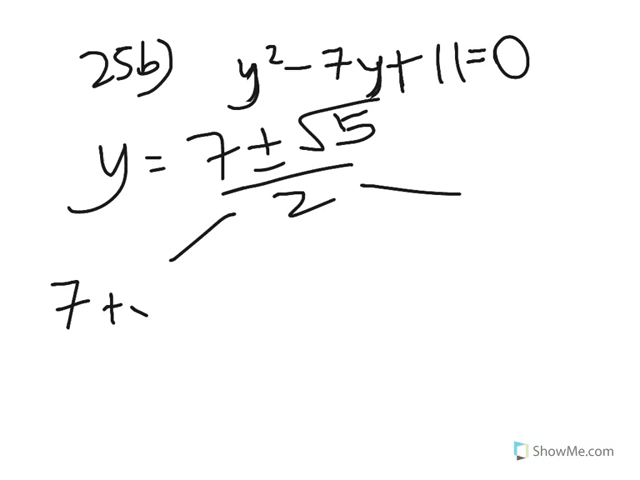 25b) y² - 7y + 11 = 0
y = (7 ± √5) / 2
7 +
ShowMe.com